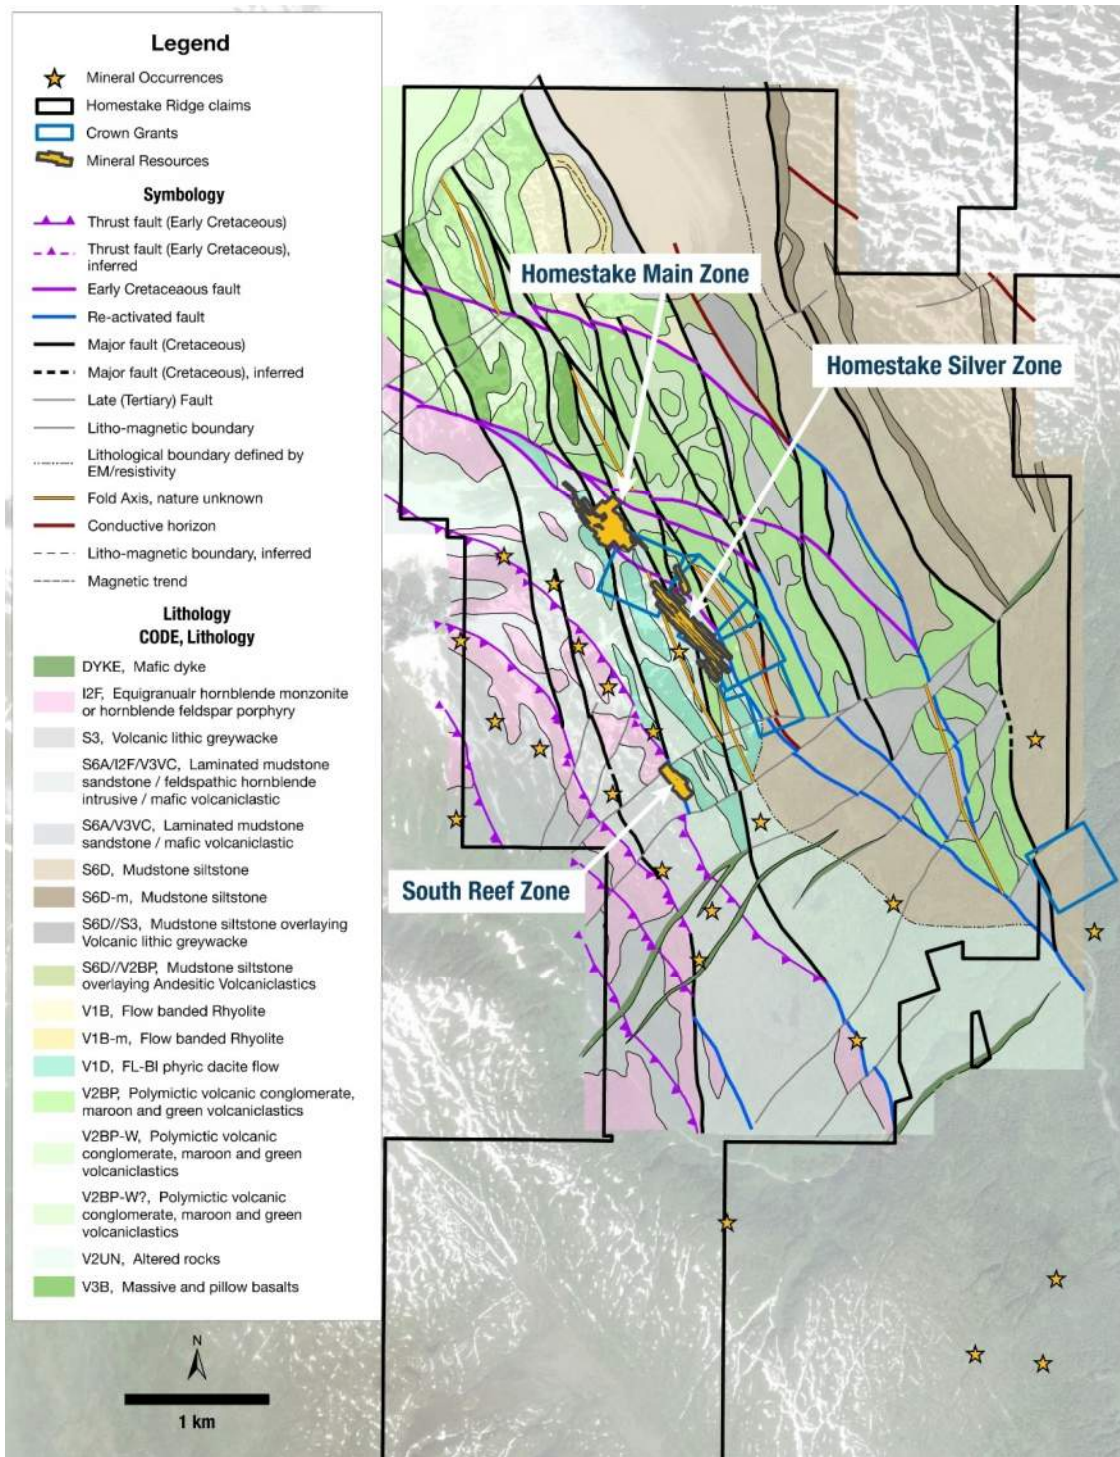 Legend
Mineral Occurrences
Homestake Ridge claims
Crown Grants
Mineral Resources
Symbology
Thrust fault (Early Cretaceous)
Thrust fault (Early Cretaceous),
inferred
Early Cretaceaous fault
Re-activated fault
Major fault (Cretaceous)
Major fault (Cretaceous), inferred
Late (Tertiary) Fault
Litho-magnetic boundary
Lithological boundary defined by
EM/resistivity
Fold Axis, nature unknown
Conductive horizon
Litho-magnetic boundary, inferred
Magnetic trend
Lithology
CODE, Lithology
DYKE, Mafic dyke
I2F, Equigranualr hornblende monzonite
or hornblende feldspar porphyry
S3, Volcanic lithic greywacke
S6A/I2F/V3VC, Laminated mudstone
sandstone / feldspathic hornblende
intrusive / mafic volcaniclastic
S6A/V3VC, Laminated mudstone
sandstone / mafic volcaniclastic
S6D, Mudstone siltstone
S6D-m, Mudstone siltstone
S6D//S3, Mudstone siltstone overlaying
Volcanic lithic greywacke
S6D//V2BP, Mudstone siltstone
overlaying Andesitic Volcaniclastics
V1B, Flow banded Rhyolite
V1B-m, Flow banded Rhyolite
V1D, FL-BI phyric dacite flow
V2BP, Polymictic volcanic conglomerate,
maroon and green volcaniclastics
V2BP-W, Polymictic volcanic
conglomerate, maroon and green
volcaniclastics
V2BP-W?, Polymictic volcanic
conglomerate, maroon and green
volcaniclastics
V2UN, Altered rocks
V3B, Massive and pillow basalts
N
1 km
Homestake Main Zone
Homestake Silver Zone
South Reef Zone